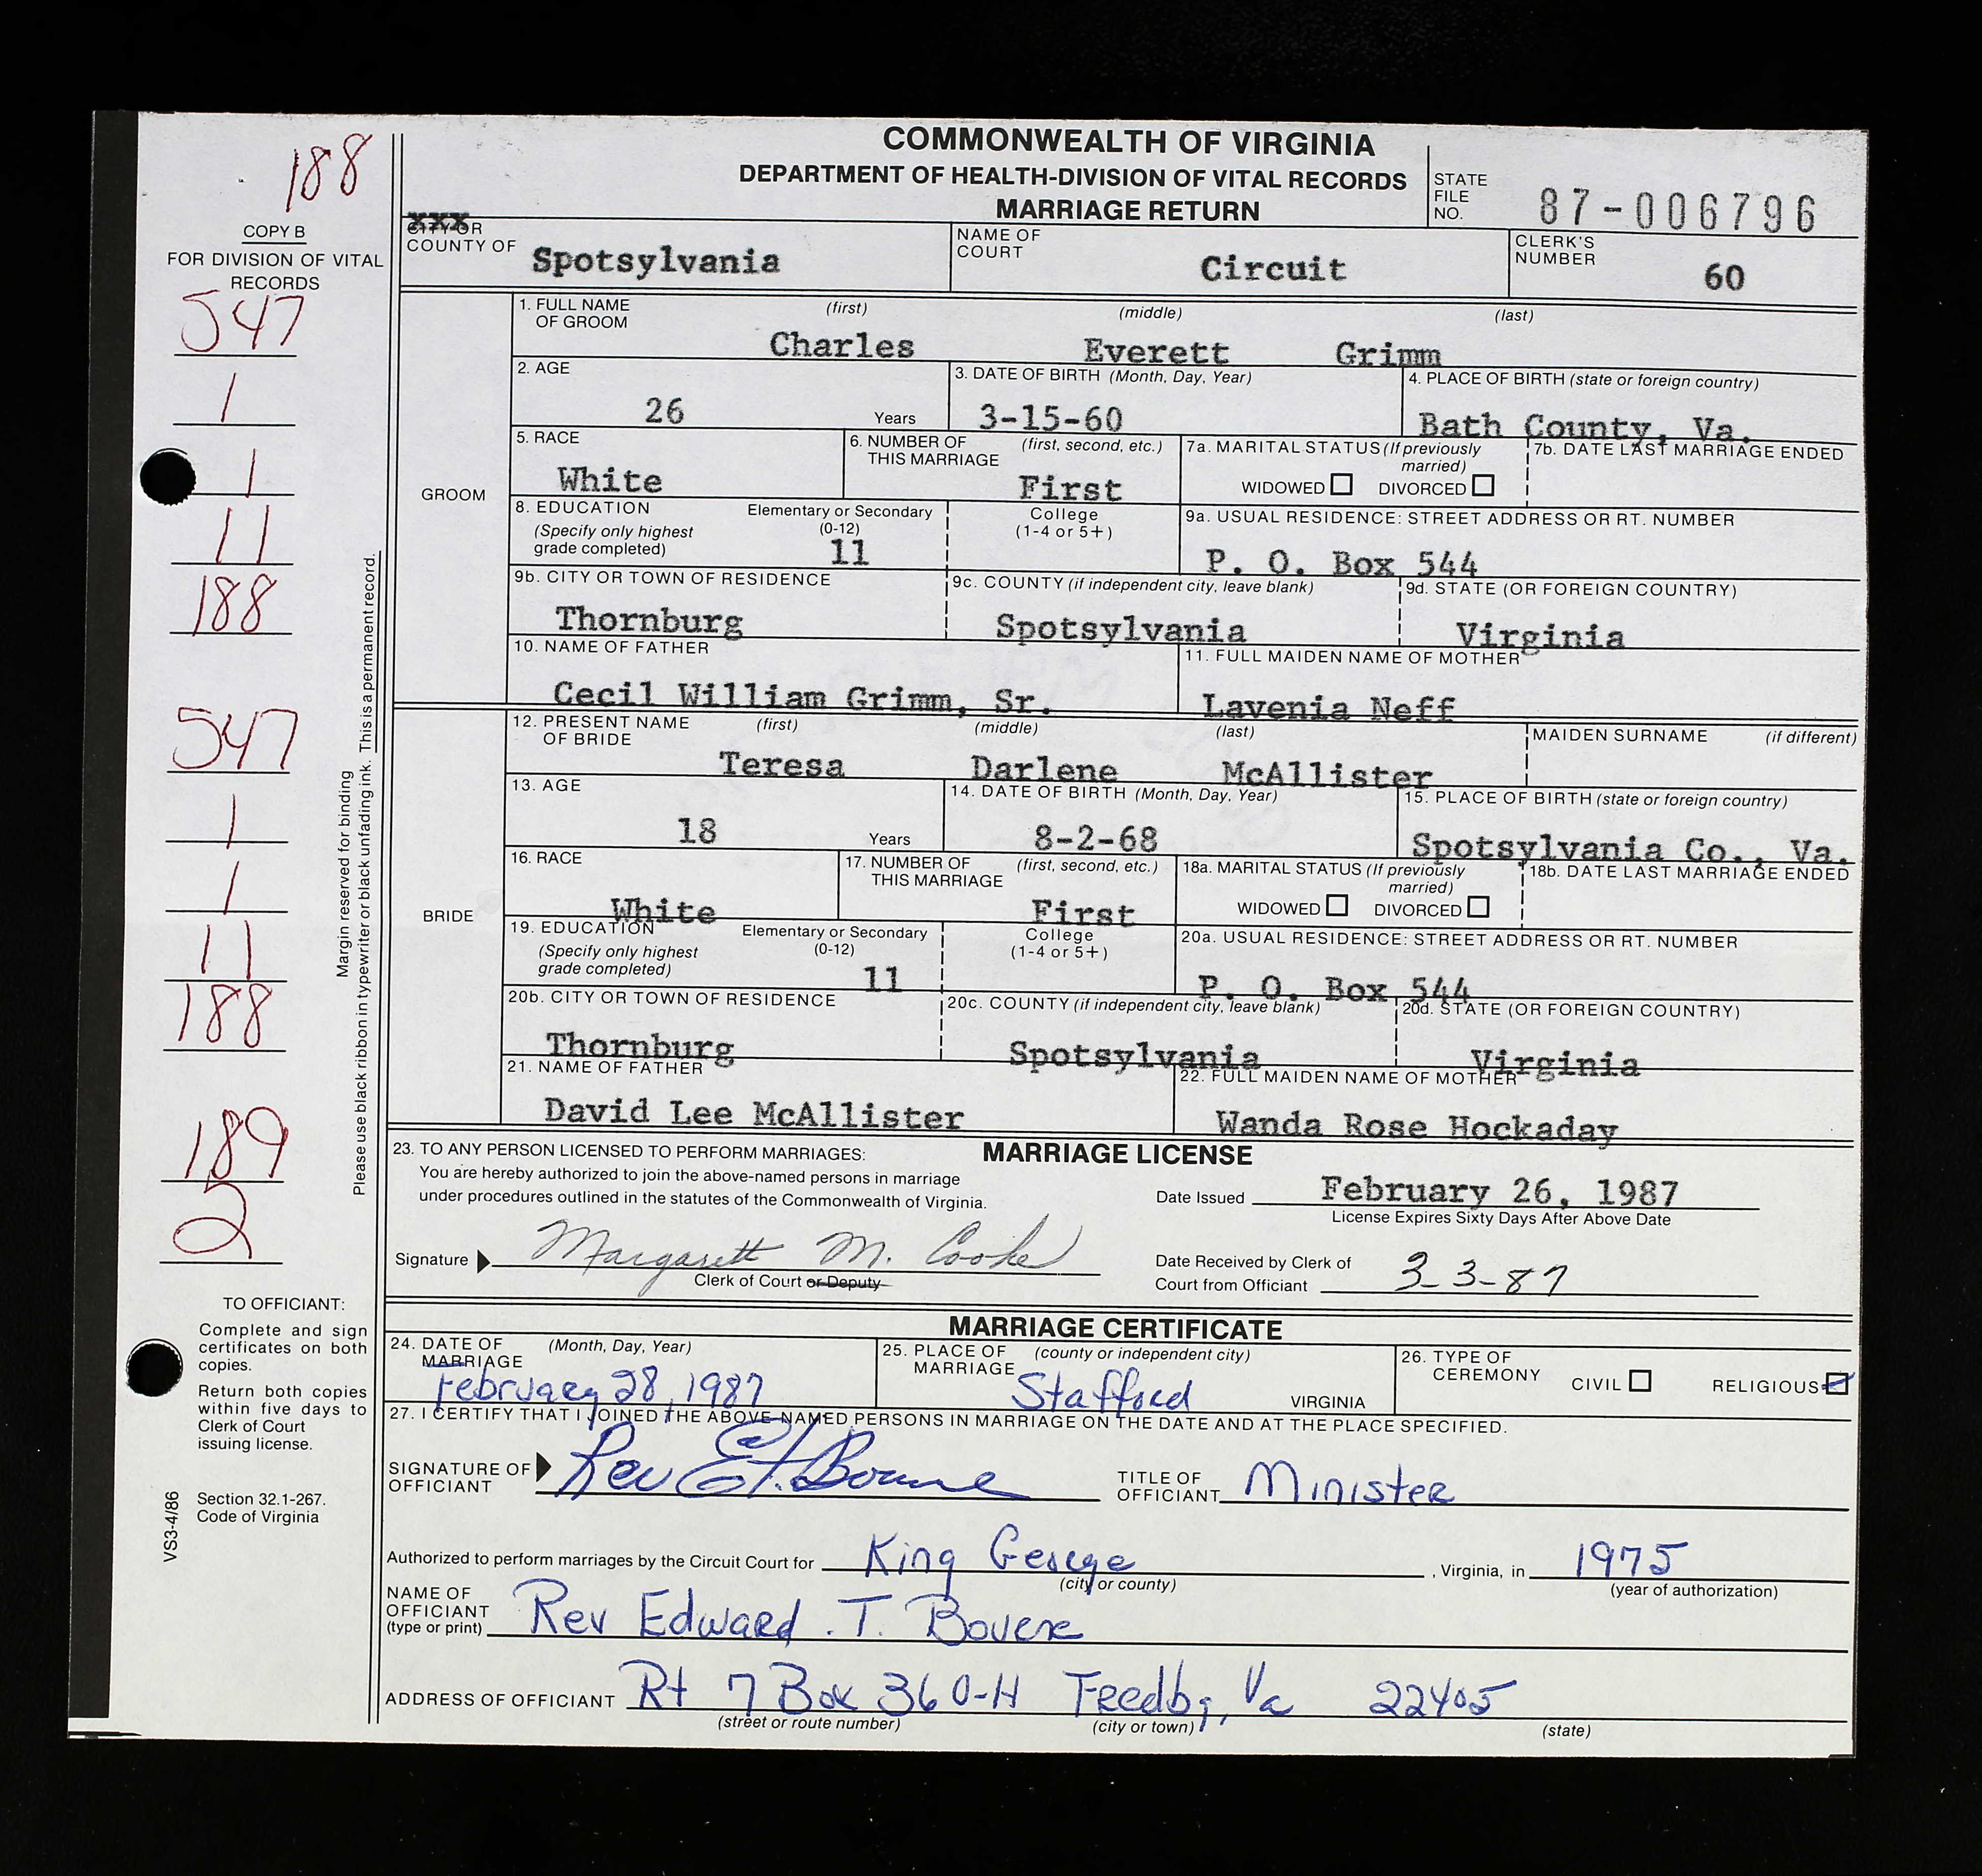 188
COPY B
FOR DIVISION OF VITAL
RECORDS
547
1
1
11
188
547
1
1
11
188
189
2
Margin reserved for binding
Please use black ribbon in typewriter or black unfading ink. This is a permanent record.
TO OFFICIANT:
Complete and sign
certificates on both
copies.
Return both copies
within five days to
Clerk of Court
issuing license.
Section 32.1-267.
Code of Virginia
VS3-4/86
COMMONWEALTH OF VIRGINIA
DEPARTMENT OF HEALTH-DIVISION OF VITAL RECORDS
MARRIAGE RETURN
STATE FILE NO. 87-006796
xxx
CITY OR
COUNTY OF Spotsylvania
NAME OF COURT Circuit
CLERK'S NUMBER 60
GROOM
1. FULL NAME OF GROOM (first) (middle) (last)
Charles Everett Grimm
2. AGE 26 Years
3. DATE OF BIRTH (Month, Day, Year) 3-15-60
4. PLACE OF BIRTH (state or foreign country) Bath County, Va.
5. RACE White
6. NUMBER OF THIS MARRIAGE (first, second, etc.) First
7a. MARITAL STATUS (If previously married)
WIDOWED DIVORCED
7b. DATE LAST MARRIAGE ENDED
8. EDUCATION (Specify only highest grade completed)
Elementary or Secondary (0-12) 11
College (1-4 or 5+)
9a. USUAL RESIDENCE: STREET ADDRESS OR RT. NUMBER
P. O. Box 544
9b. CITY OR TOWN OF RESIDENCE Thornburg
9c. COUNTY (if independent city, leave blank) Spotsylvania
9d. STATE (OR FOREIGN COUNTRY) Virginia
10. NAME OF FATHER Cecil William Grimm, Sr.
11. FULL MAIDEN NAME OF MOTHER Lavenia Neff
BRIDE
12. PRESENT NAME OF BRIDE (first) (middle) (last)
Teresa Darlene McAllister
MAIDEN SURNAME (if different)
13. AGE 18 Years
14. DATE OF BIRTH (Month, Day, Year) 8-2-68
15. PLACE OF BIRTH (state or foreign country) Spotsylvania Co., Va.
16. RACE White
17. NUMBER OF THIS MARRIAGE (first, second, etc.) First
18a. MARITAL STATUS (If previously married)
WIDOWED DIVORCED
18b. DATE LAST MARRIAGE ENDED
19. EDUCATION (Specify only highest grade completed)
Elementary or Secondary (0-12) 11
College (1-4 or 5+)
20a. USUAL RESIDENCE: STREET ADDRESS OR RT. NUMBER
P. O. Box 544
20b. CITY OR TOWN OF RESIDENCE Thornburg
20c. COUNTY (if independent city, leave blank) Spotsylvania
20d. STATE (OR FOREIGN COUNTRY) Virginia
21. NAME OF FATHER David Lee McAllister
22. FULL MAIDEN NAME OF MOTHER Wanda Rose Hockaday
23. TO ANY PERSON LICENSED TO PERFORM MARRIAGES:
MARRIAGE LICENSE
You are hereby authorized to join the above-named persons in marriage
under procedures outlined in the statutes of the Commonwealth of Virginia.
Date Issued February 26, 1987
License Expires Sixty Days After Above Date
Signature Margarett M. Cooke
Clerk of Court or Deputy
Date Received by Clerk of
Court from Officiant 3-3-87
MARRIAGE CERTIFICATE
24. DATE OF MARRIAGE (Month, Day, Year) February 28, 1987
25. PLACE OF MARRIAGE (county or independent city) Stafford VIRGINIA
26. TYPE OF CEREMONY CIVIL RELIGIOUS
27. I CERTIFY THAT I JOINED THE ABOVE-NAMED PERSONS IN MARRIAGE ON THE DATE AND AT THE PLACE SPECIFIED.
SIGNATURE OF OFFICIANT Rev E.T. Bourne
TITLE OF OFFICIANT Minister
Authorized to perform marriages by the Circuit Court for King George, Virginia, in 1975
(city or county) (year of authorization)
NAME OF OFFICIANT (type or print) Rev Edward T.
ADDRESS OF OFFICIANT Rt 7 Box 360-H Fredbg, Va 22405
(street or route number) (city or town) (state)